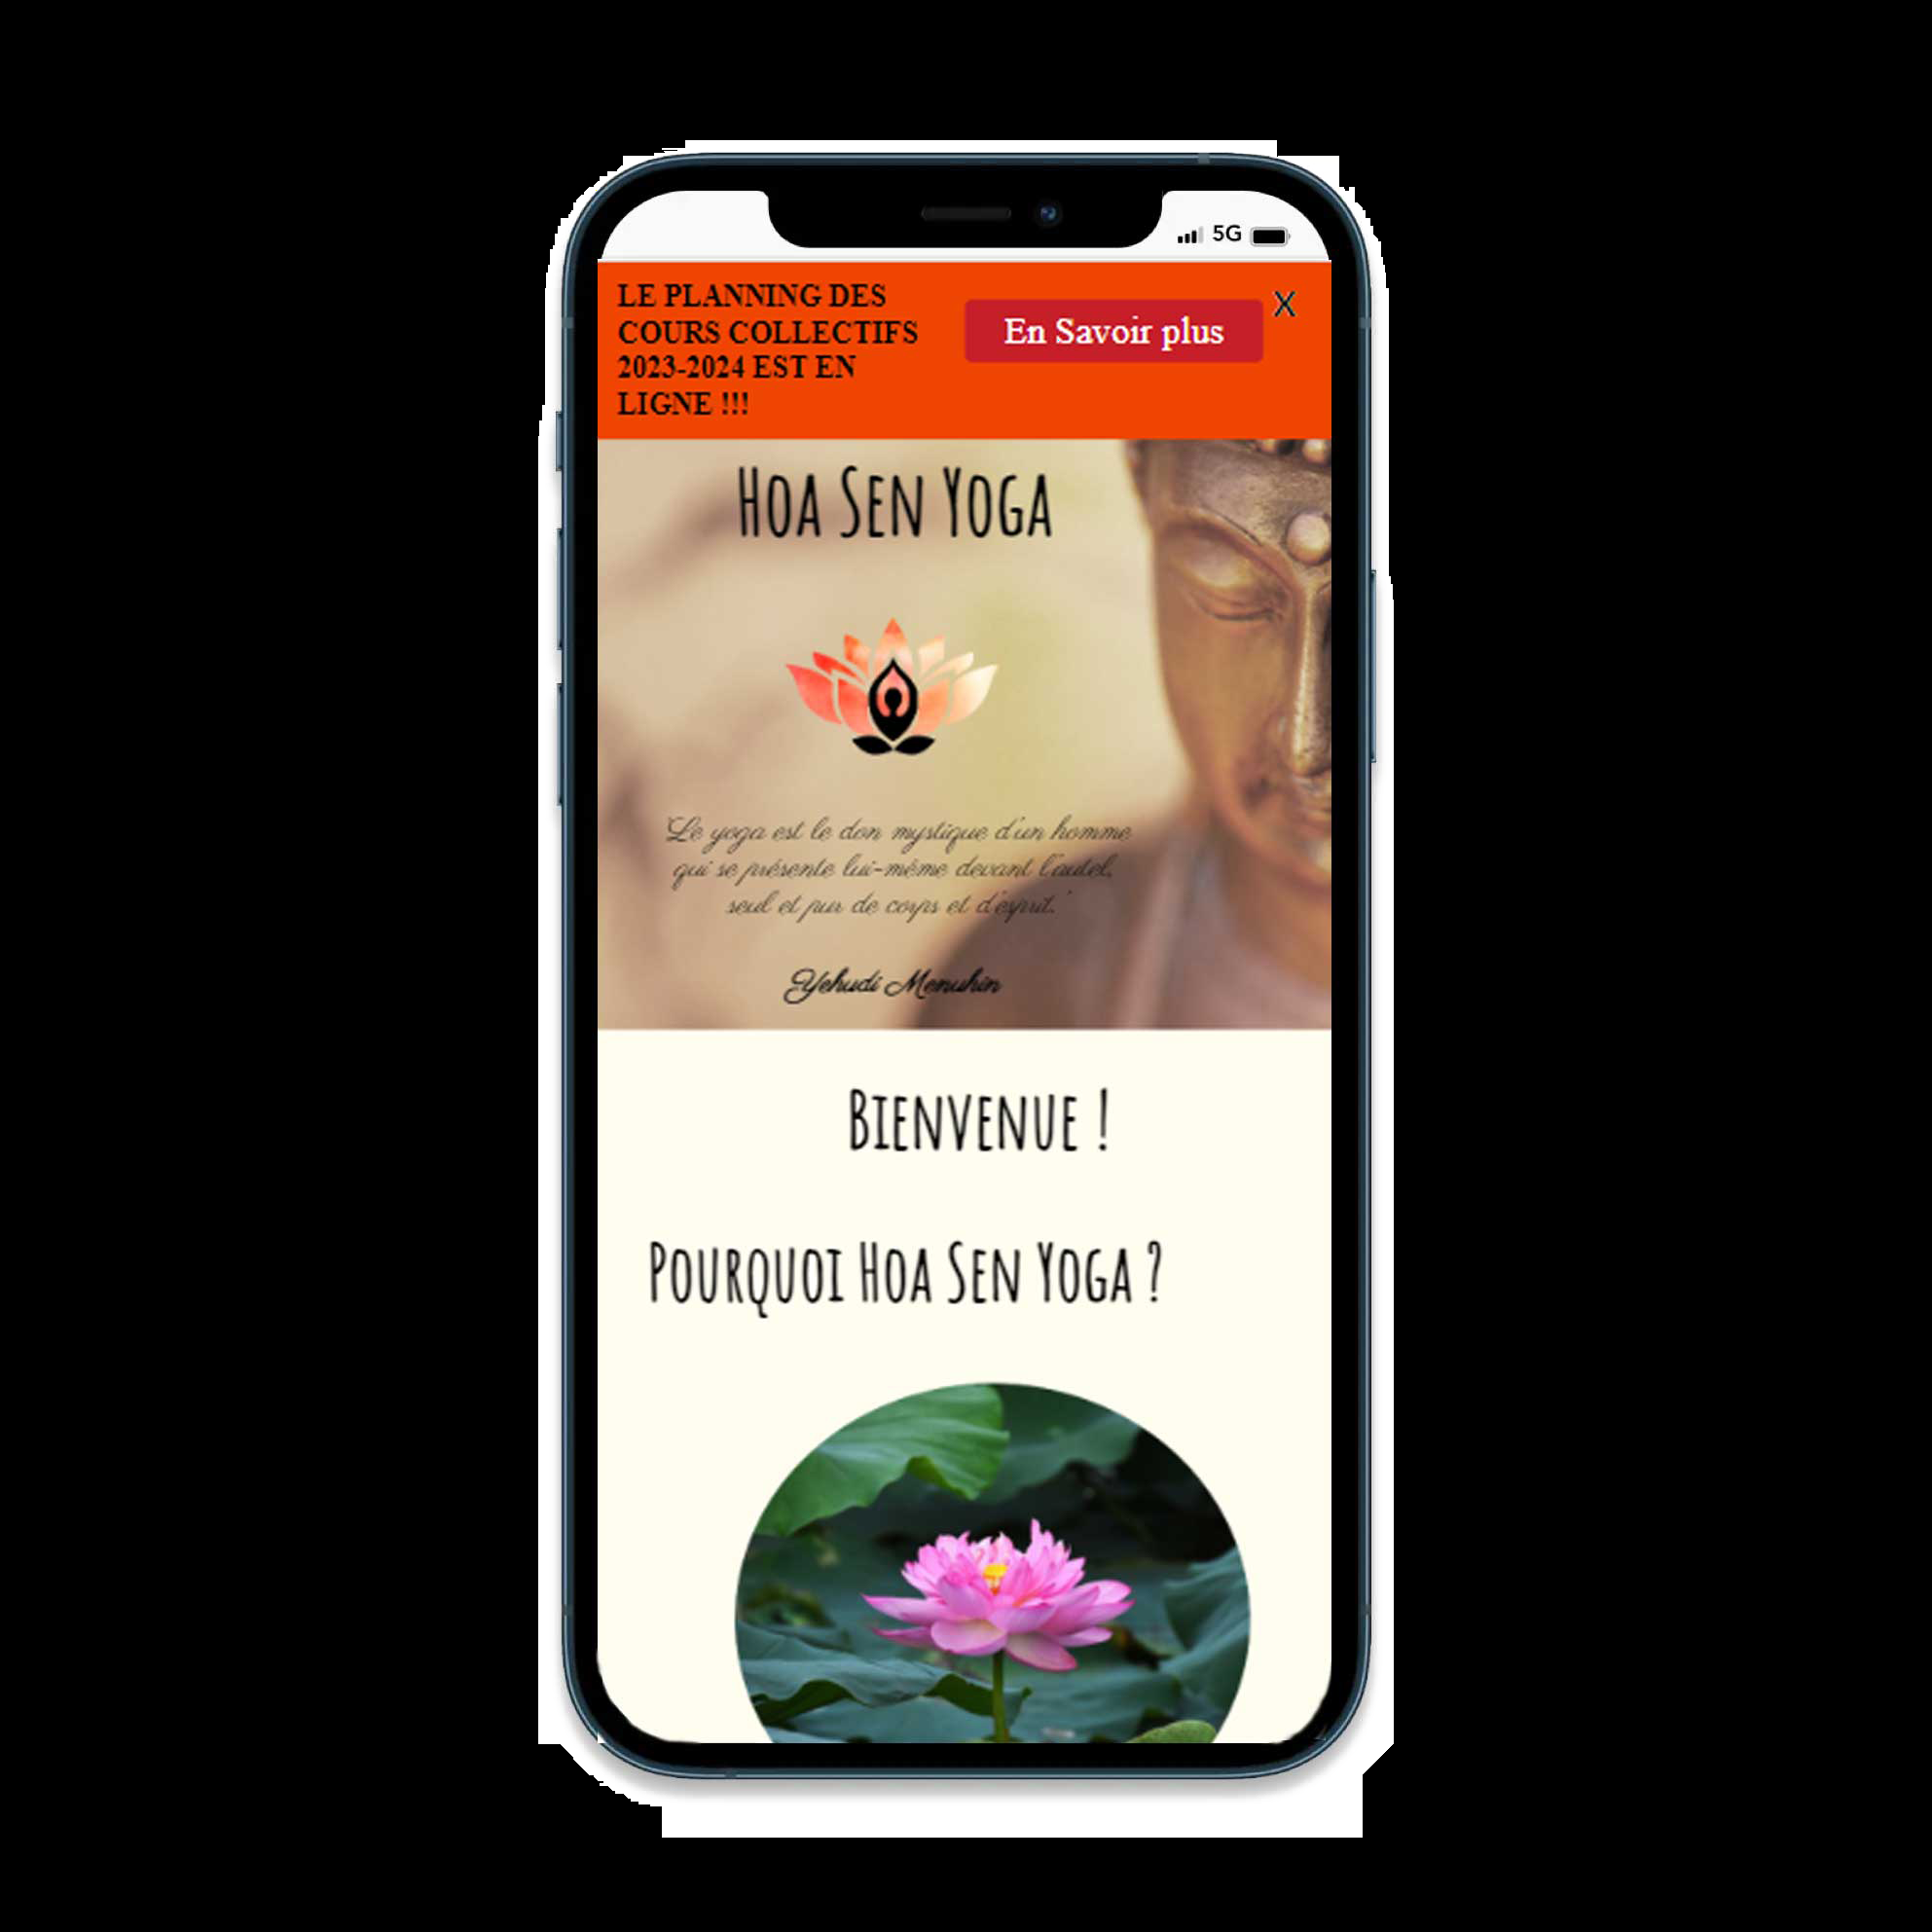 5G
LE PLANNING DES
COURS COLLECTIFS
2023-2024 EST EN
LIGNE !!!
En Savoir plus
X
HOA SEN YOGA
"Le yoga est le don mystique d'un homme
qui se présente lui-même devant l'autel,
seul et pur de corps et d'esprit."
Yehudi Menuhin
BIENVENUE !
POURQUOI HOA SEN YOGA ?